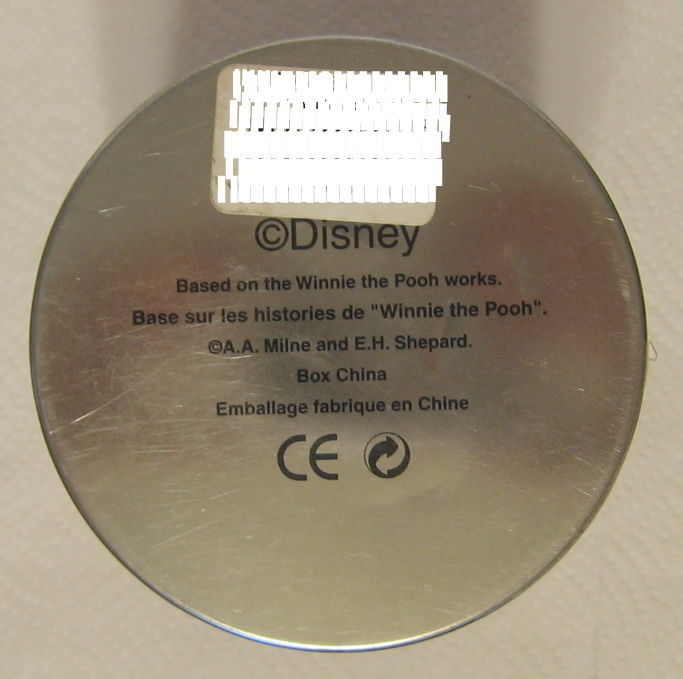 ©Disney
Based on the Winnie the Pooh works.
Base sur les histories de "Winnie the Pooh".
©A.A. Milne and E.H. Shepard.
Box China
Emballage fabrique en Chine
CE